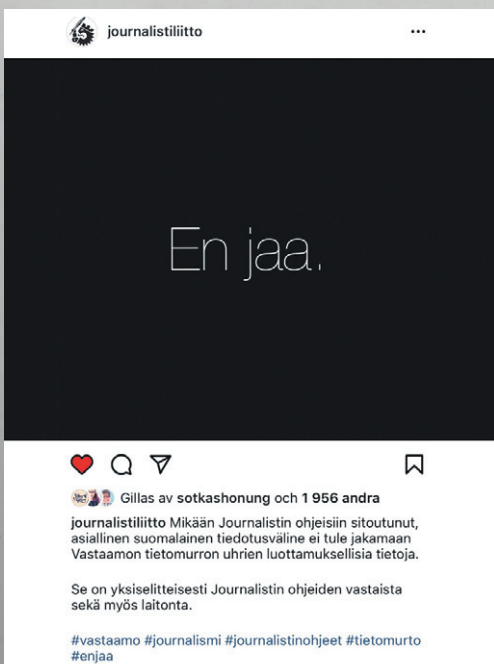 journalistiliitto
En jaa.
Gillas av sotkashonung och 1 956 andra
journalistiliitto Mikään Journalistin ohjeisiin sitoutunut,
asiallinen suomalainen tiedotusväline ei tule jakamaan
Vastaamon tietomurron uhrien luottamuksellisia tietoja.
Se on yksiselitteisesti Journalistin ohjeiden vastaista
sekä myös laitonta.
#vastaamo #journalismi #journalistinohjeet #tietomurto
#enjaa